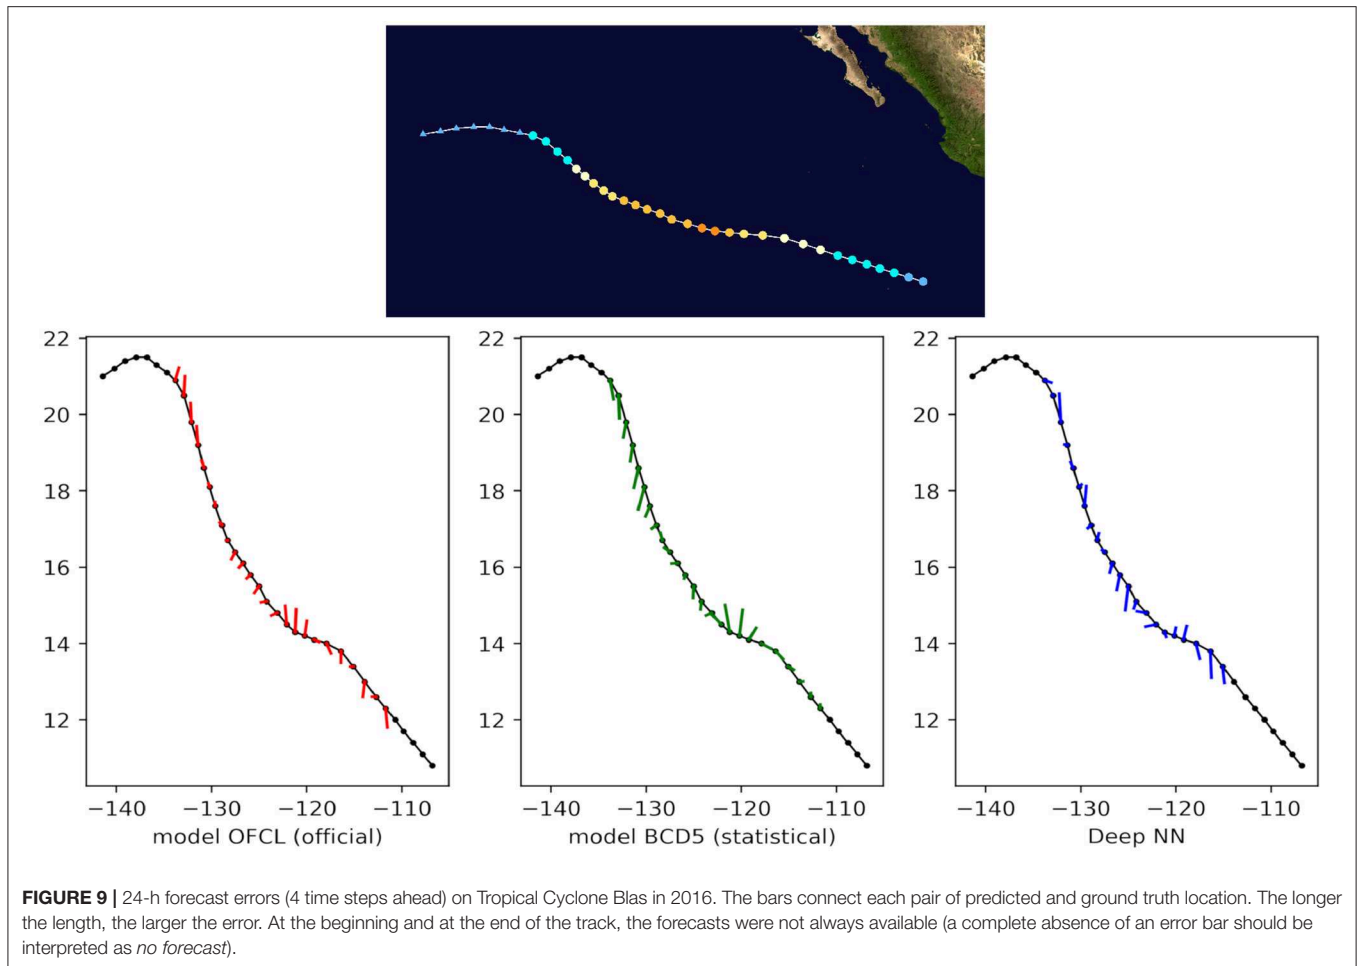 22
20
18
16
14
12
−140 −130 −120 −110
model OFCL (official)
22
20
18
16
14
12
−140 −130 −120 −110
model BCD5 (statistical)
22
20
18
16
14
12
−140 −130 −120 −110
Deep NN
FIGURE 9 | 24-h forecast errors (4 time steps ahead) on Tropical Cyclone Blas in 2016. The bars connect each pair of predicted and ground truth location. The longer
the length, the larger the error. At the beginning and at the end of the track, the forecasts were not always available (a complete absence of an error bar should be
interpreted as no forecast).